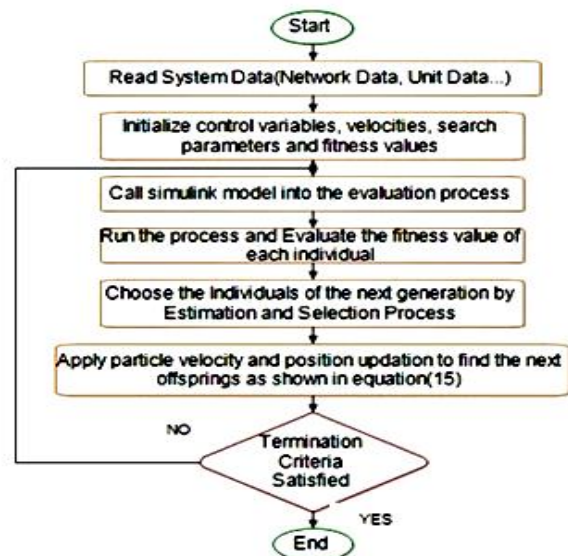 Start
Read System Data(Network Data, Unit Data...)
Initialize control variables, velocities, search
parameters and fitness values
Call simulink model into the evaluation process
Run the process and Evaluate the fitness value of
each individual
Choose the Individuals of the next generation by
Estimation and Selection Process
Apply particle velocity and position updation to find the next
offsprings as shown in equation(15)
NO
Termination
Criteria
Satisfied
YES
End